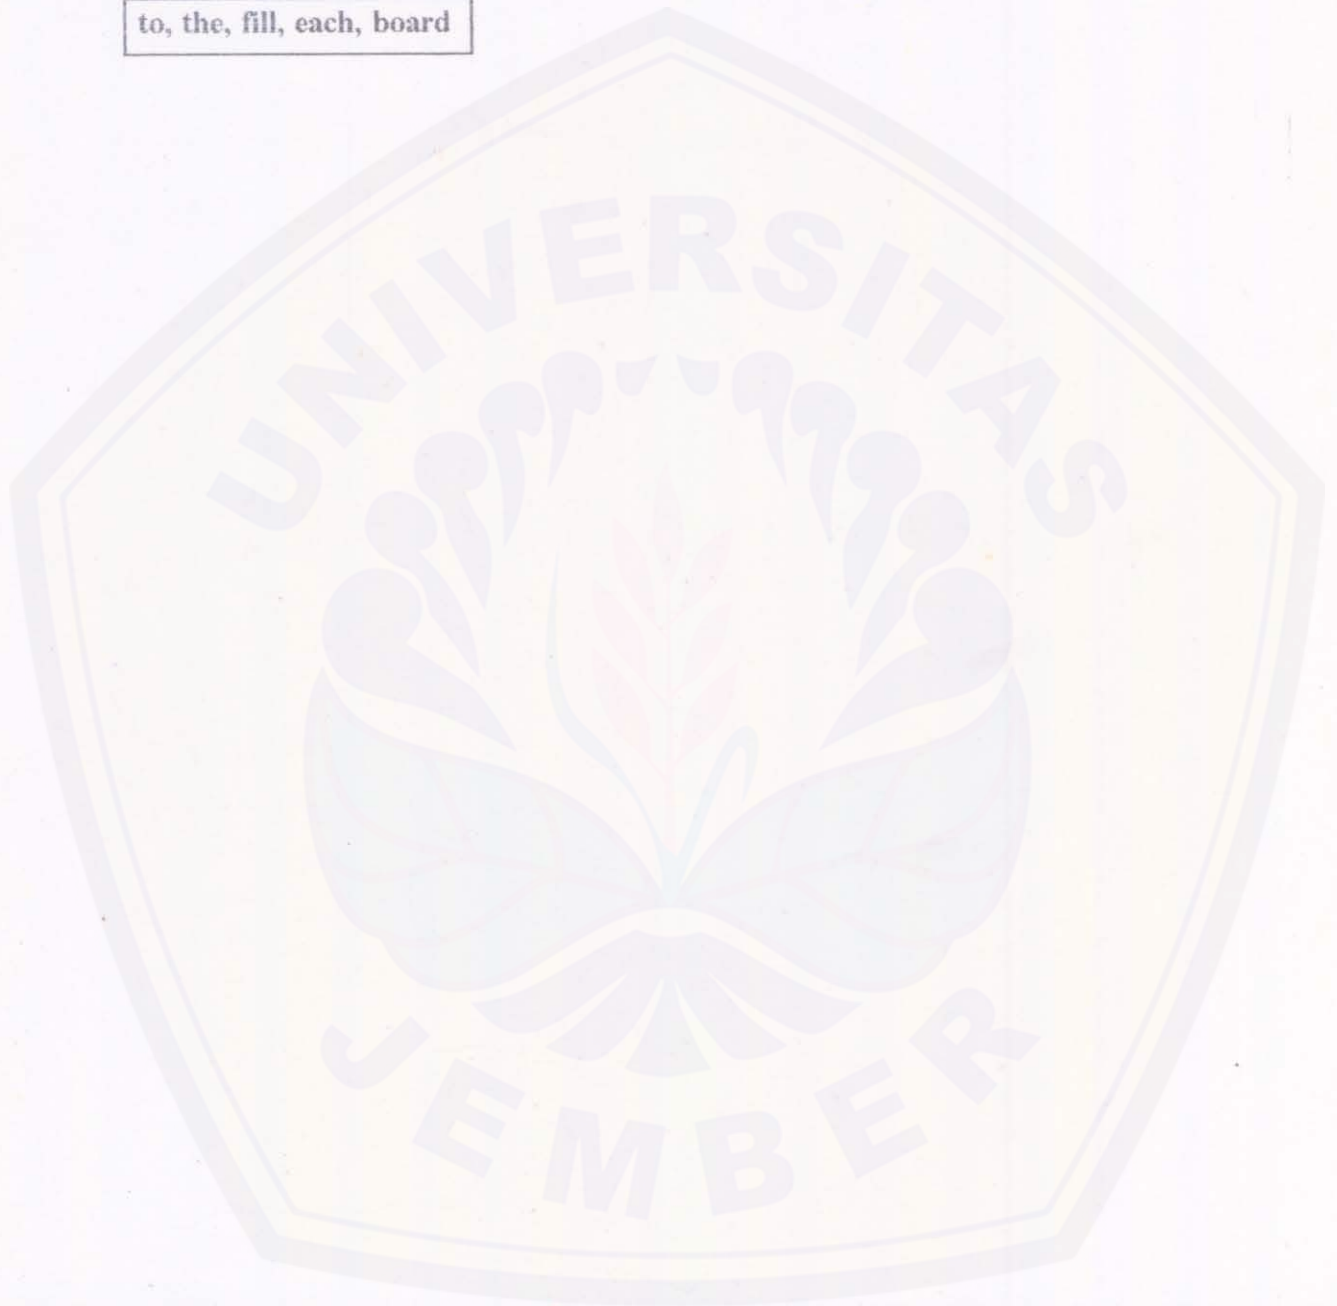 to, the, fill, each, board
UNIVERSITAS
JEMBER